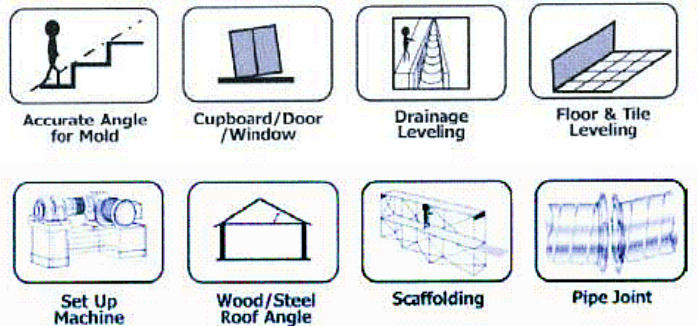 Accurate Angle
for Mold
Cupboard/Door
/Window
Drainage
Leveling
Floor & Tile
Leveling
Set Up
Machine
Wood/Steel
Roof Angle
Scaffolding
Pipe Joint